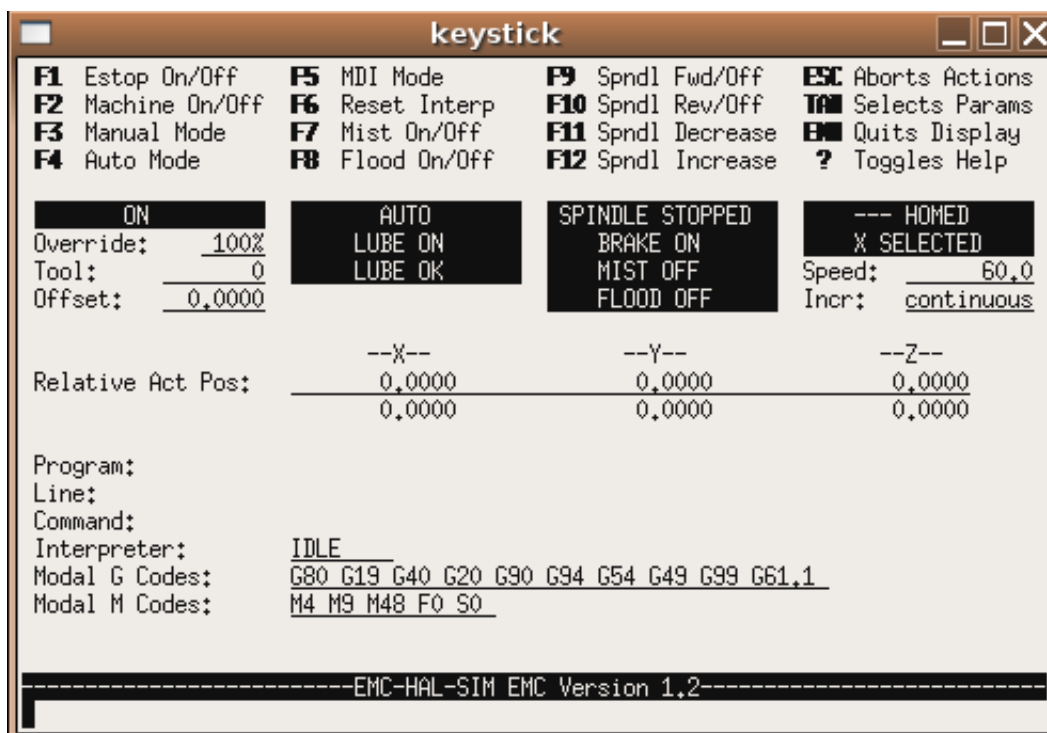 keystick
F1 Estop On/Off F5 MDI Mode F9 Spndl Fwd/Off ESC Aborts Actions
F2 Machine On/Off F6 Reset Interp F10 Spndl Rev/Off TAB Selects Params
F3 Manual Mode F7 Mist On/Off F11 Spndl Decrease END Quits Display
F4 Auto Mode F8 Flood On/Off F12 Spndl Increase ? Toggles Help
ON AUTO SPINDLE STOPPED --- HOMED
Override: 100% LUBE ON BRAKE ON X SELECTED
Tool: 0 LUBE OK MIST OFF Speed: 60.0
Offset: 0.0000 FLOOD OFF Incr: continuous
--X-- --Y-- --Z--
Relative Act Pos: 0.0000 0.0000 0.0000
0.0000 0.0000 0.0000
Program:
Line:
Command:
Interpreter: IDLE
Modal G Codes: G80 G19 G40 G20 G90 G94 G54 G49 G99 G61.1
Modal M Codes: M4 M9 M48 F0 S0
--------------------------EMC-HAL-SIM EMC Version 1.2---------------------------